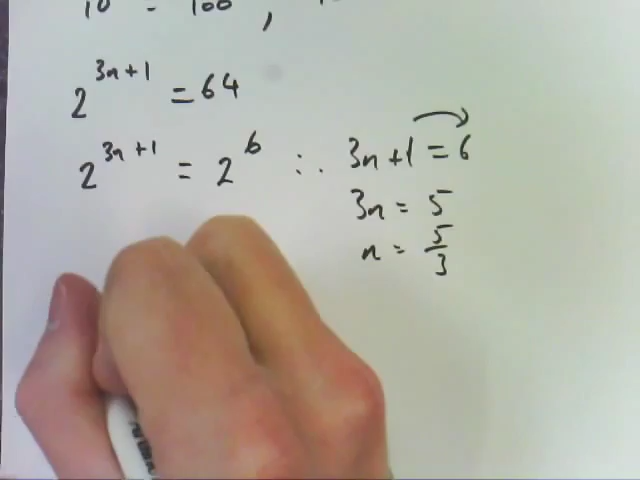 2^{3n+1} = 64
2^{3n+1} = 2^6 ∴ 3n+1 = 6
3n = 5
n = 5/3